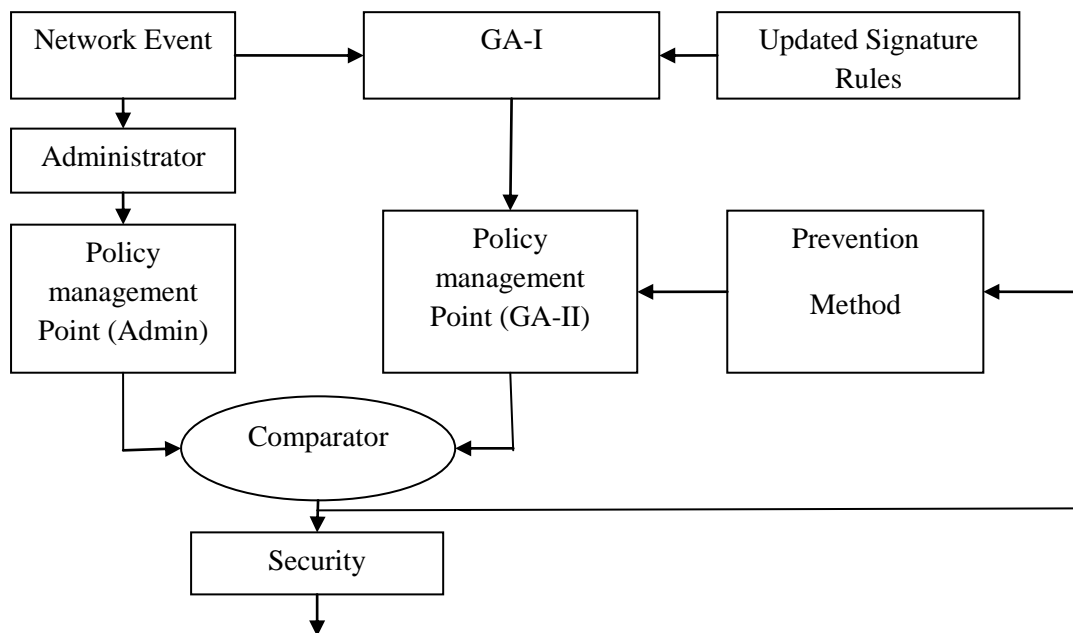 Network Event
GA-I
Updated Signature
Rules
Administrator
Policy
management
Point (Admin)
Policy
management
Point (GA-II)
Prevention
Method
Comparator
Security